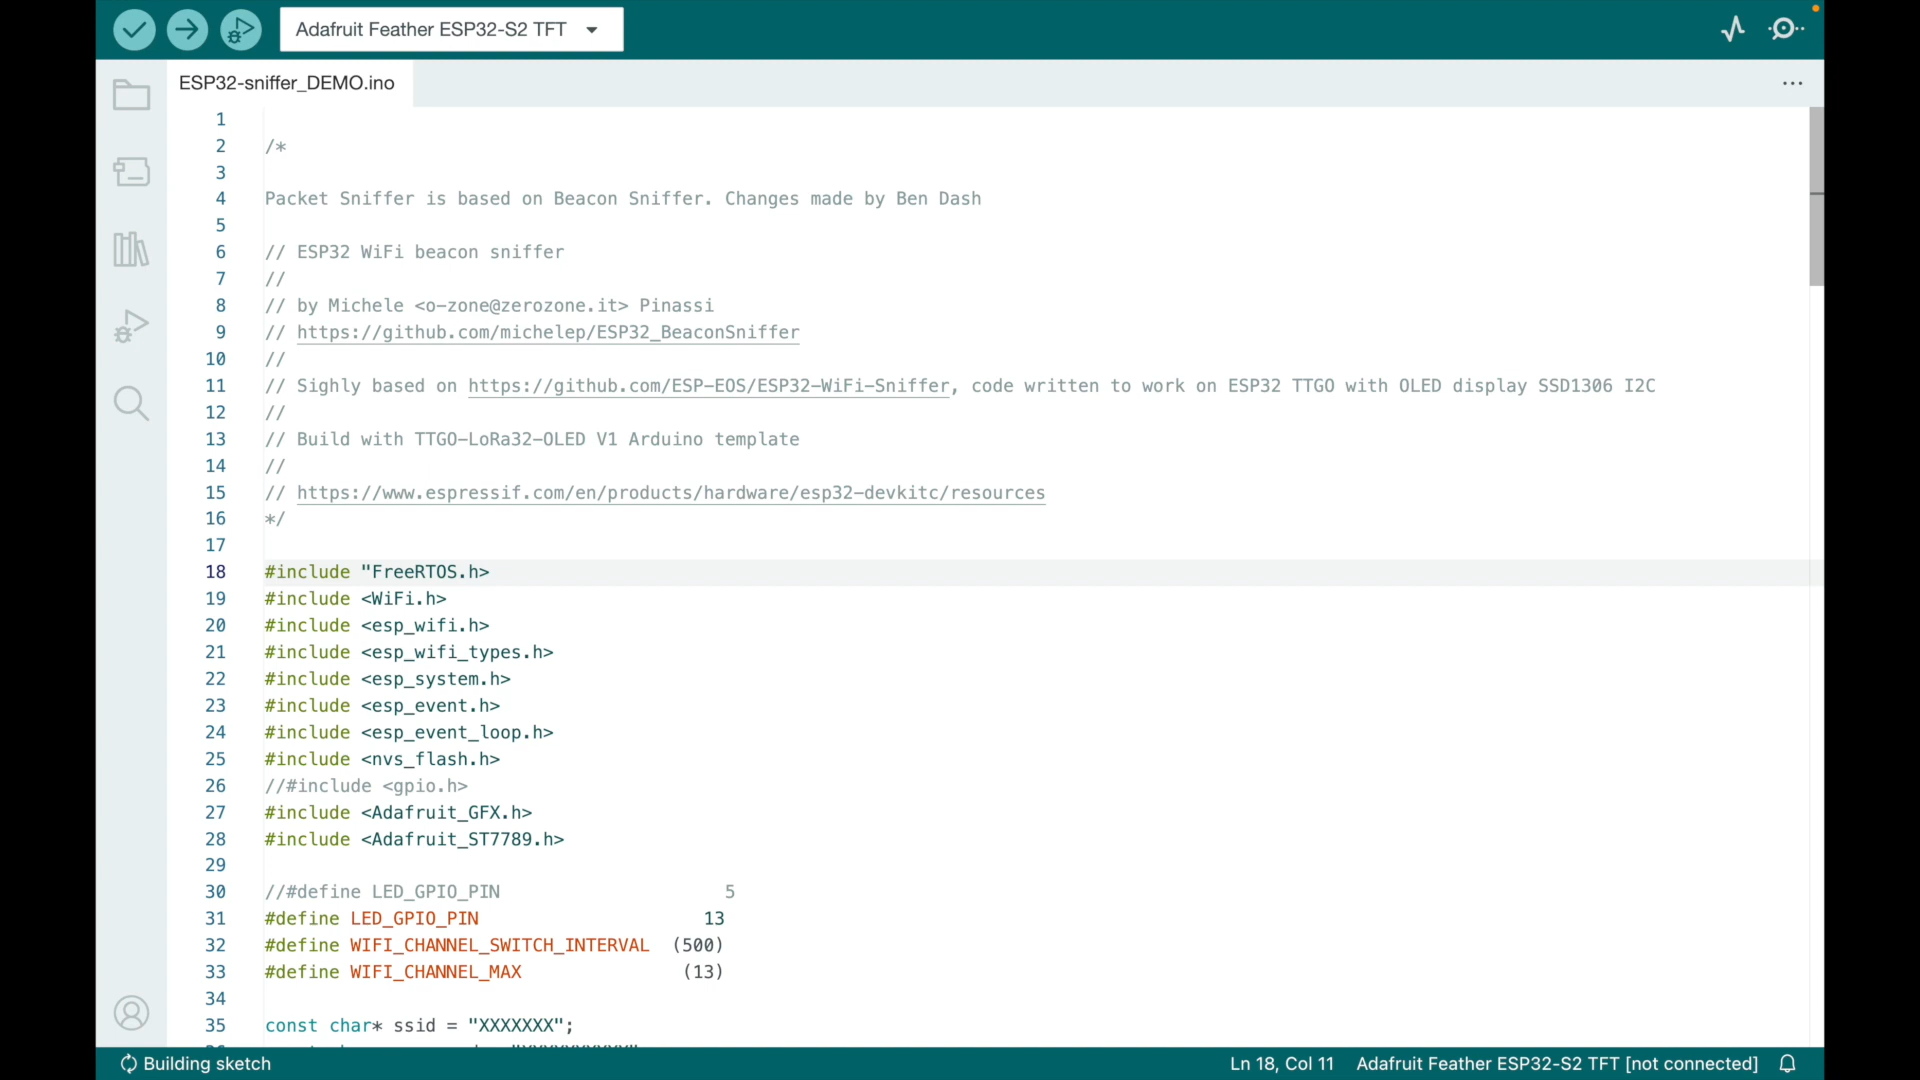 Adafruit Feather ESP32-S2 TFT
ESP32-sniffer_DEMO.ino
1
2 /*
3
4 Packet Sniffer is based on Beacon Sniffer. Changes made by Ben Dash
5
6 // ESP32 WiFi beacon sniffer
7 //
8 // by Michele <o-zone@zerozone.it> Pinassi
9 // https://github.com/michelep/ESP32_BeaconSniffer
10 //
11 // Sighly based on https://github.com/ESP-EOS/ESP32-WiFi-Sniffer, code written to work on ESP32 TTGO with OLED display SSD1306 I2C
12 //
13 // Build with TTGO-LoRa32-OLED V1 Arduino template
14 //
15 // https://www.espressif.com/en/products/hardware/esp32-devkitc/resources
16 */
17
18 #include "FreeRTOS.h>
19 #include <WiFi.h>
20 #include <esp_wifi.h>
21 #include <esp_wifi_types.h>
22 #include <esp_system.h>
23 #include <esp_event.h>
24 #include <esp_event_loop.h>
25 #include <nvs_flash.h>
26 //#include <gpio.h>
27 #include <Adafruit_GFX.h>
28 #include <Adafruit_ST7789.h>
29
30 //#define LED_GPIO_PIN 5
31 #define LED_GPIO_PIN 13
32 #define WIFI_CHANNEL_SWITCH_INTERVAL (500)
33 #define WIFI_CHANNEL_MAX (13)
34
35 const char* ssid = "XXXXXXX";
Building sketch
Ln 18, Col 11 Adafruit Feather ESP32-S2 TFT [not connected]